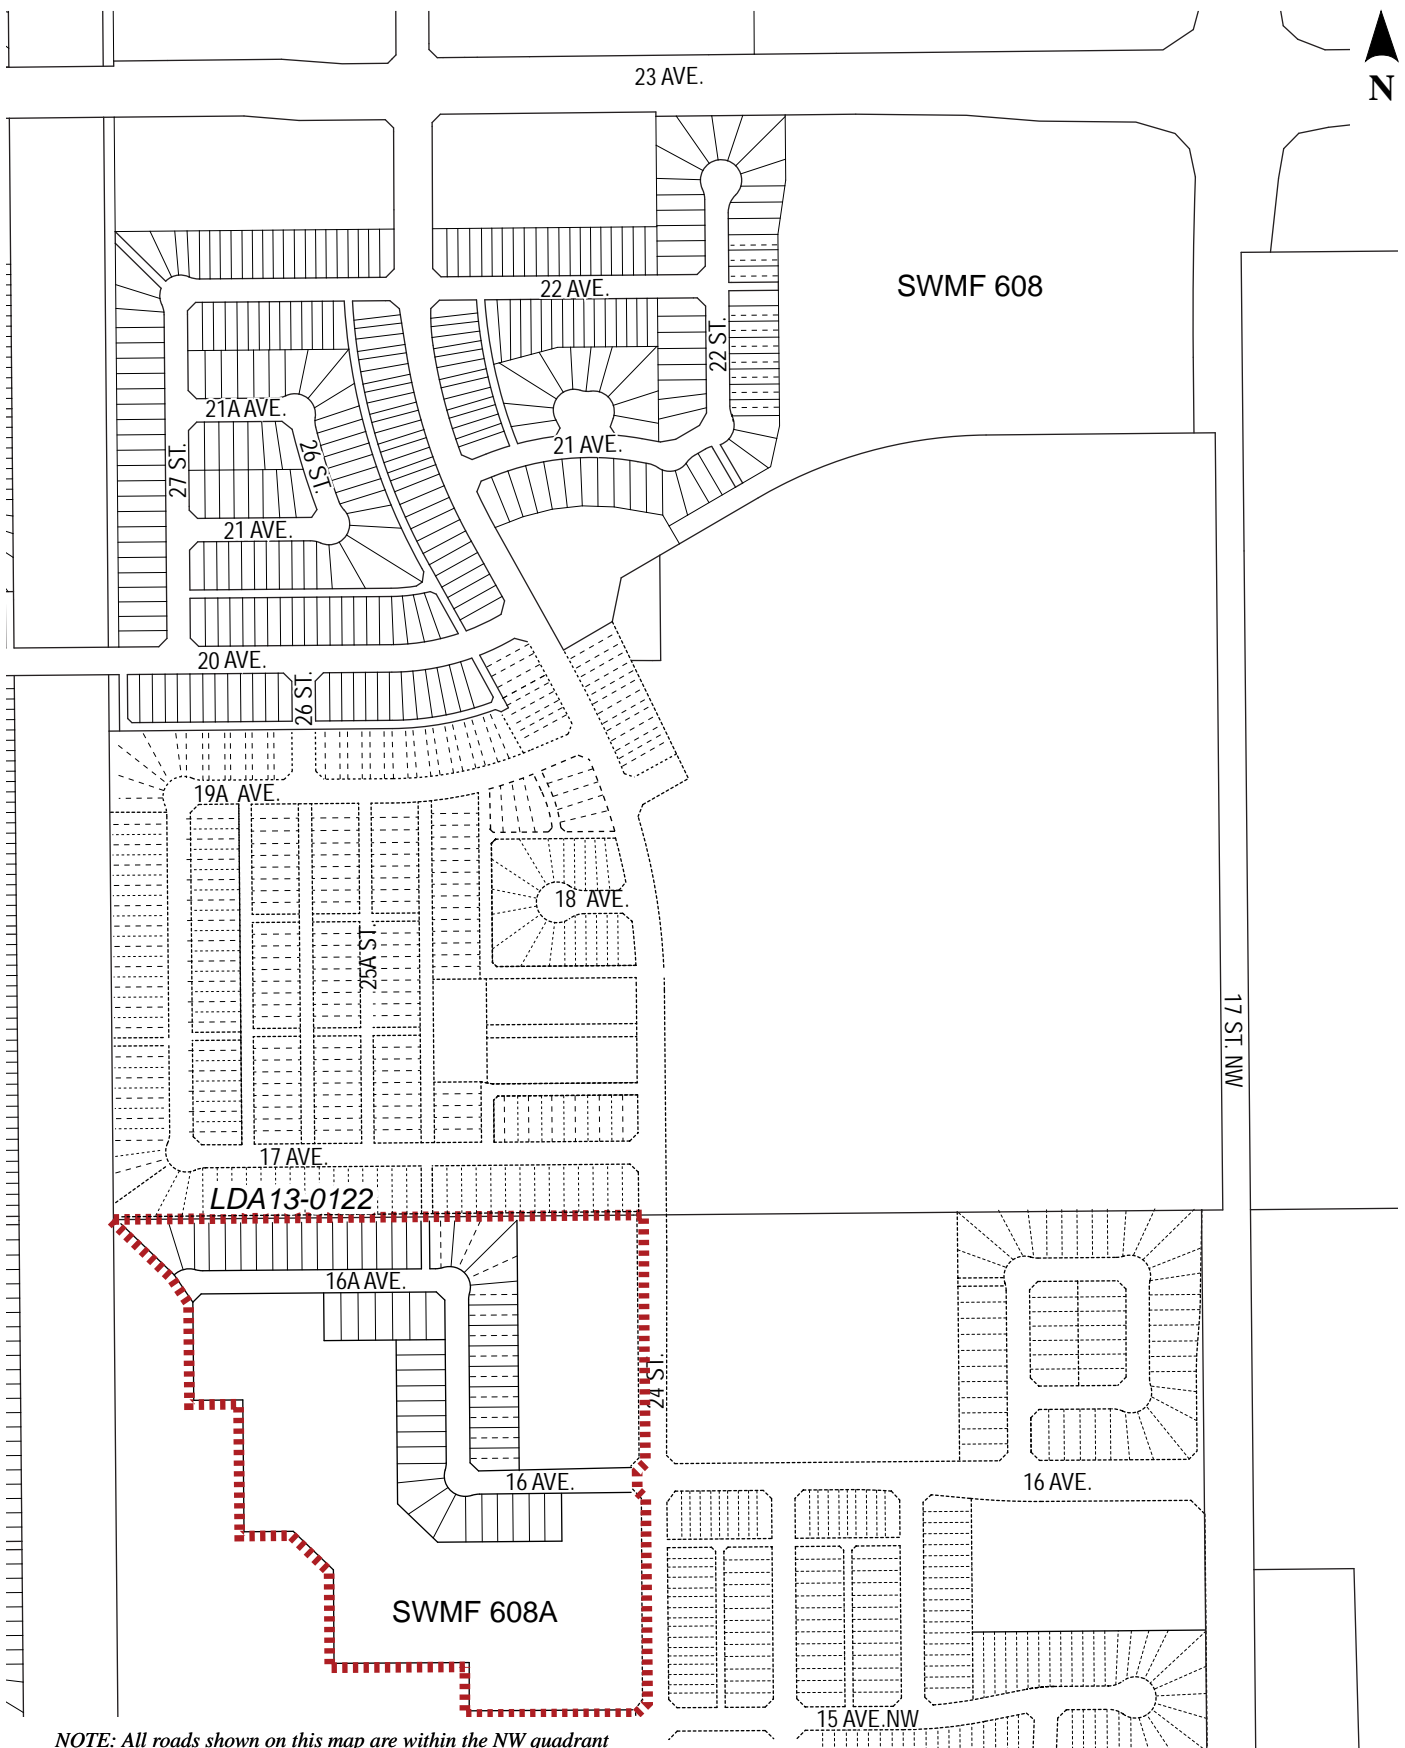 23 AVE.
N
SWMF 608
22 AVE.
22 ST.
21A AVE.
26 ST.
27 ST.
21 AVE.
21 AVE.
20 AVE.
26 ST.
19A AVE.
18 AVE.
25A ST.
17 ST. NW
17 AVE.
LDA13-0122
16A AVE.
24 ST.
16 AVE.
16 AVE.
SWMF 608A
15 AVE.NW
NOTE: All roads shown on this map are within the NW quadrant